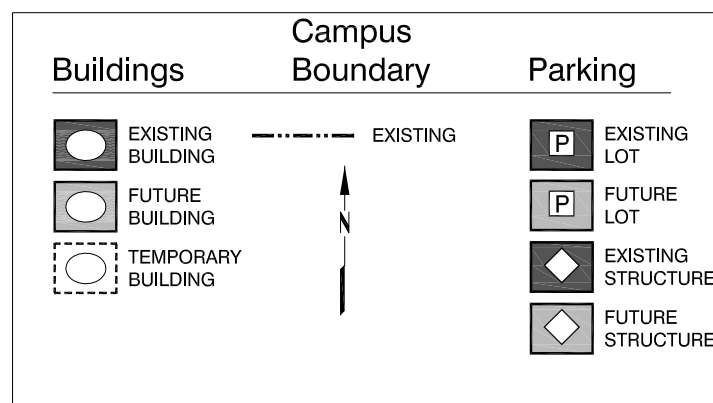 Buildings
Campus
Boundary
Parking
EXISTING
BUILDING
FUTURE
BUILDING
TEMPORARY
BUILDING
EXISTING
N
P
EXISTING
LOT
P
FUTURE
LOT
EXISTING
STRUCTURE
FUTURE
STRUCTURE